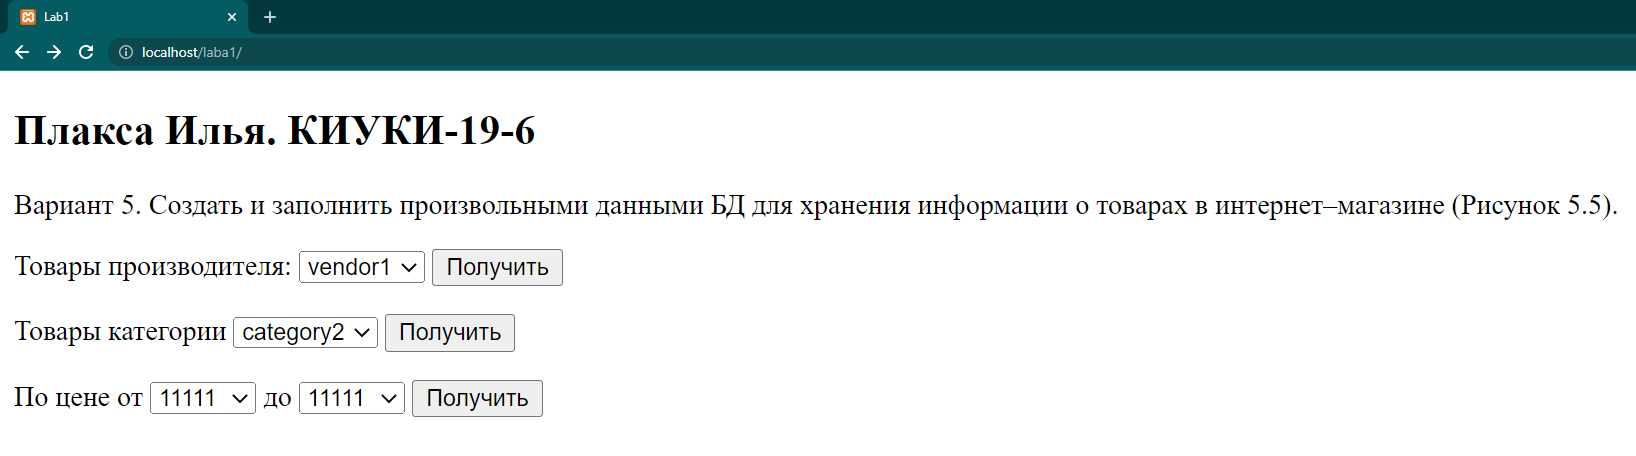 Lab1
localhost/laba1/
Плакса Илья. КИУКИ-19-6
Вариант 5. Создать и заполнить произвольными данными БД для хранения информации о товарах в интернет–магазине (Рисунок 5.5).
Товары производителя: vendor1 Получить
Товары категории category2 Получить
По цене от 11111 до 11111 Получить